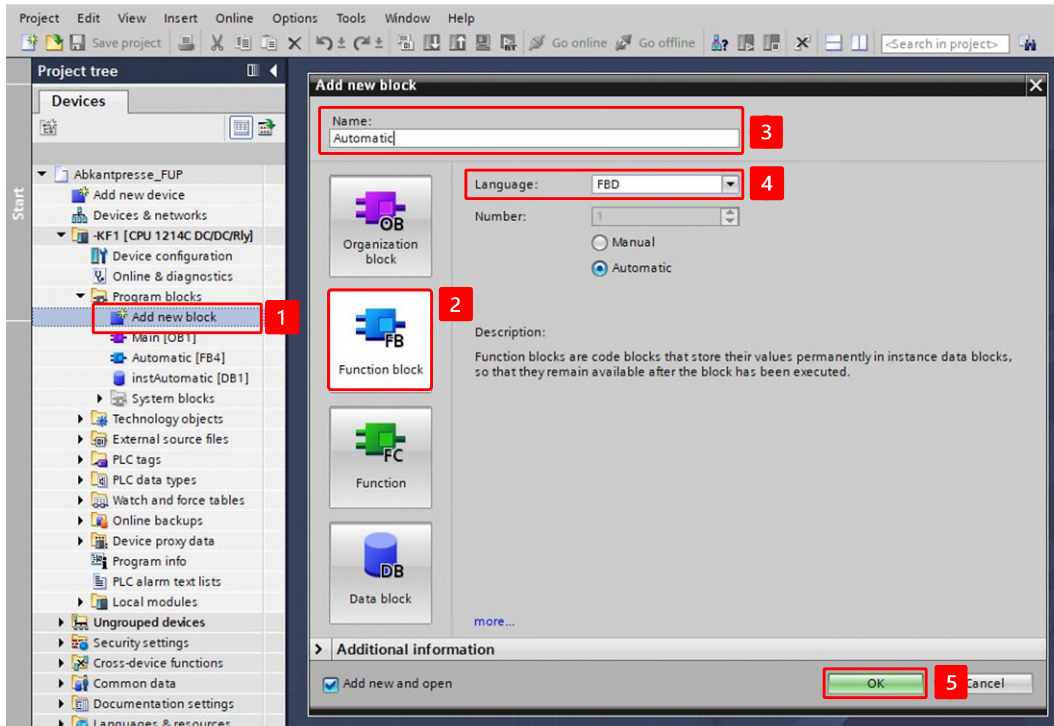 Project Edit View Insert Online Options Tools Window Help
Save project Go online Go offline <Search in project>
Start
Project tree
Devices
Abkantpresse_FUP
Add new device
Devices & networks
-KF1 [CPU 1214C DC/DC/Rly]
Device configuration
Online & diagnostics
Program blocks
Add new block
1
Main [OB1]
Automatic [FB4]
instAutomatic [DB1]
System blocks
Technology objects
External source files
PLC tags
PLC data types
Watch and force tables
Online backups
Device proxy data
Program info
PLC alarm text lists
Local modules
Ungrouped devices
Security settings
Cross-device functions
Common data
Documentation settings
Languages & resources
Add new block
Name:
Automatic
3
OB
Organization
block
2
FB
Function block
FC
Function
DB
Data block
Language: FBD
4
Number: 1
Manual
Automatic
Description:
Function blocks are code blocks that store their values permanently in instance data blocks,
so that they remain available after the block has been executed.
more...
Additional information
Add new and open
OK
5
Cancel